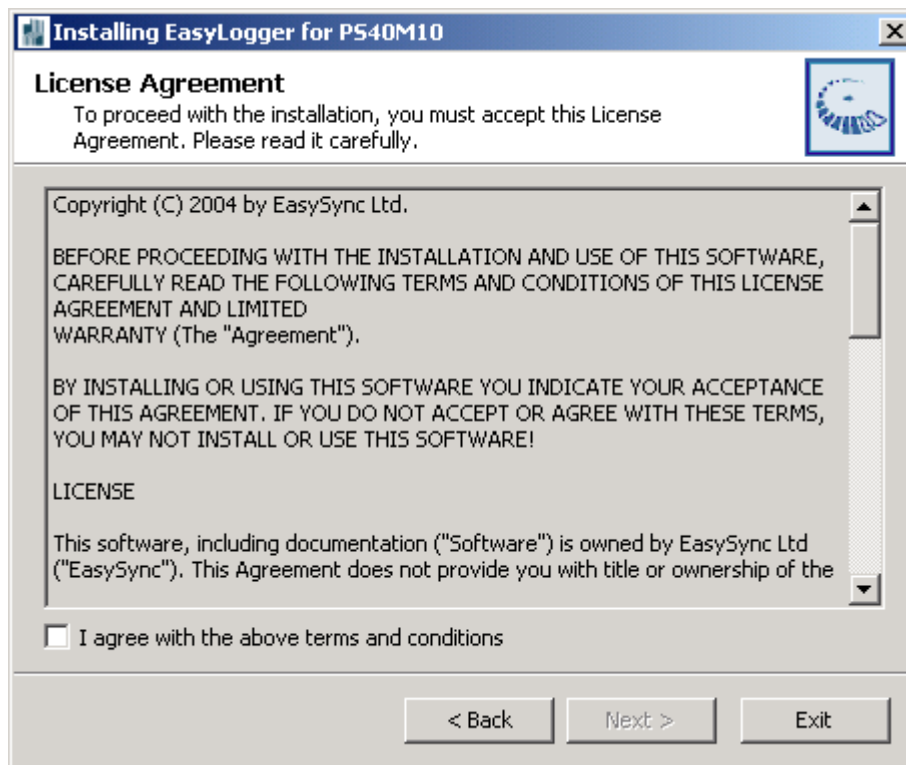 Installing EasyLogger for PS40M10
License Agreement
To proceed with the installation, you must accept this License
Agreement. Please read it carefully.
Copyright (C) 2004 by EasySync Ltd.
BEFORE PROCEEDING WITH THE INSTALLATION AND USE OF THIS SOFTWARE,
CAREFULLY READ THE FOLLOWING TERMS AND CONDITIONS OF THIS LICENSE
AGREEMENT AND LIMITED
WARRANTY (The "Agreement").
BY INSTALLING OR USING THIS SOFTWARE YOU INDICATE YOUR ACCEPTANCE
OF THIS AGREEMENT. IF YOU DO NOT ACCEPT OR AGREE WITH THESE TERMS,
YOU MAY NOT INSTALL OR USE THIS SOFTWARE!
LICENSE
This software, including documentation ("Software") is owned by EasySync Ltd
("EasySync"). This Agreement does not provide you with title or ownership of the
I agree with the above terms and conditions
< Back Next > Exit